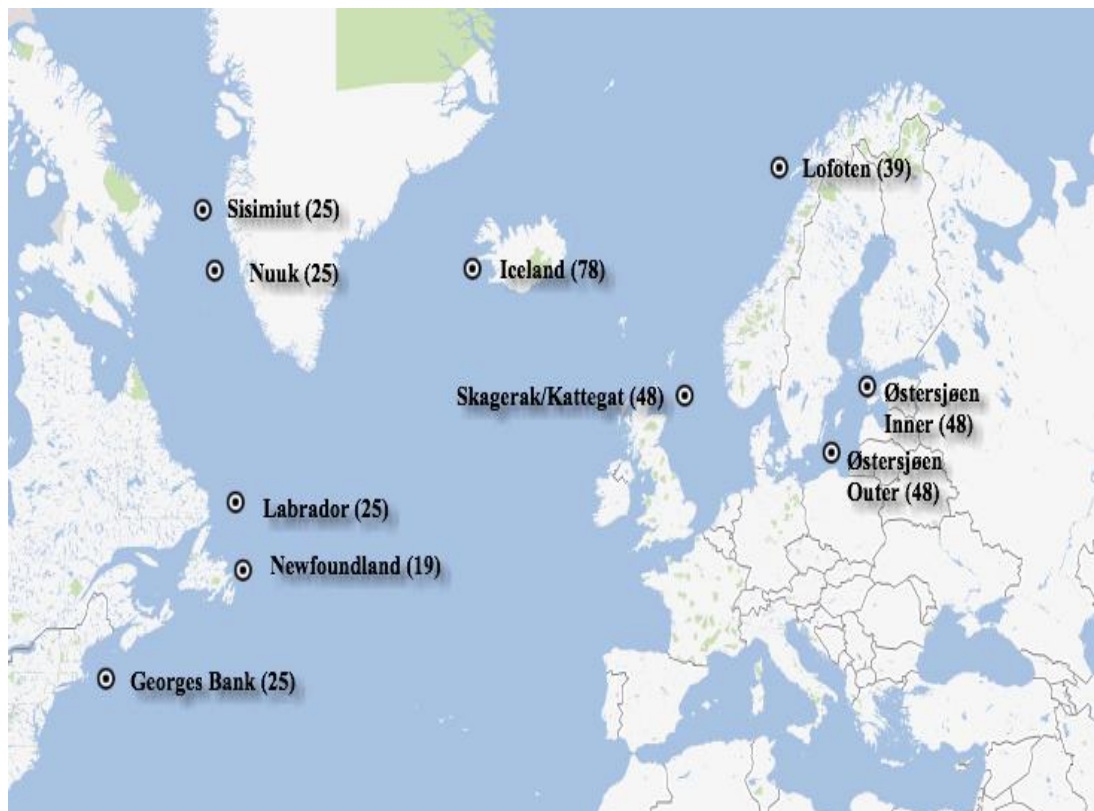 Lofoten (39)
Sisimiut (25)
Nuuk (25)
Iceland (78)
Skagerak/Kattegat (48)
Østersjøen
Inner (48)
Østersjøen
Outer (48)
Labrador (25)
Newfoundland (19)
Georges Bank (25)